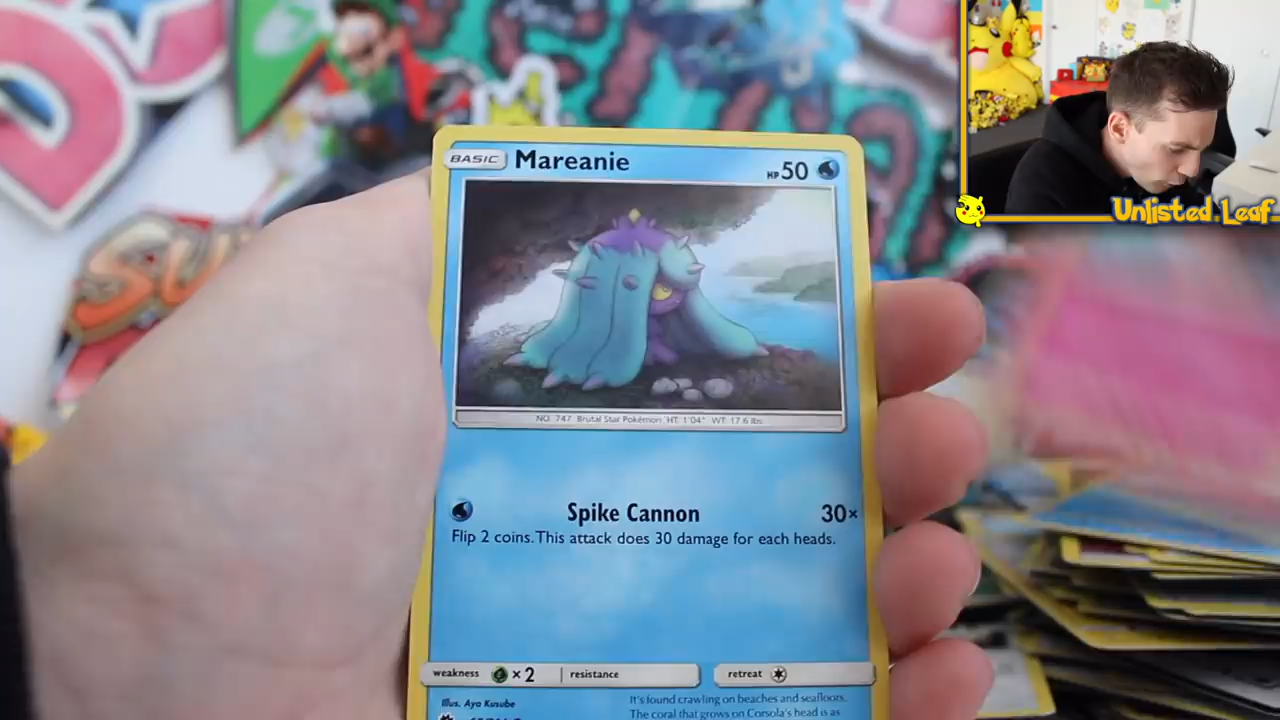 BASIC Mareanie HP 50
Unlisted Leaf
NO. 747 Brutal Star Pokémon HT: 1'04" WT: 17.6 lbs.
Spike Cannon 30×
Flip 2 coins. This attack does 30 damage for each heads.
weakness ×2 resistance retreat
Illus. Aya Kusube
It's found crawling on beaches and seafloors.
The coral that grows on Corsola's head is as